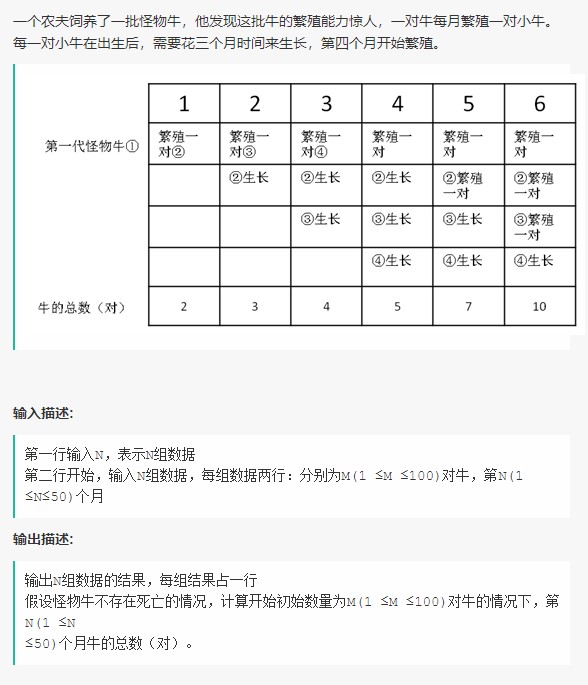 一个农夫饲养了一批怪物牛，他发现这批牛的繁殖能力惊人，一对牛每月繁殖一对小牛。
每一对小牛在出生后，需要花三个月时间来生长，第四个月开始繁殖。
1 2 3 4 5 6
第一代怪物牛① 繁殖一对② 繁殖一对③ 繁殖一对④ 繁殖一对 繁殖一对 繁殖一对
②生长 ②生长 ②生长 ②繁殖一对 ②繁殖一对
③生长 ③生长 ③生长 ③繁殖一对
④生长 ④生长 ④生长
牛的总数（对） 2 3 4 5 7 10
输入描述:
第一行输入N，表示N组数据
第二行开始，输入N组数据，每组数据两行：分别为M(1 ≤M ≤100)对牛，第N(1
≤N≤50)个月
输出描述:
输出N组数据的结果，每组结果占一行
假设怪物牛不存在死亡的情况，计算开始初始数量为M(1 ≤M ≤100)对牛的情况下，第
N(1 ≤N
≤50)个月牛的总数（对）。